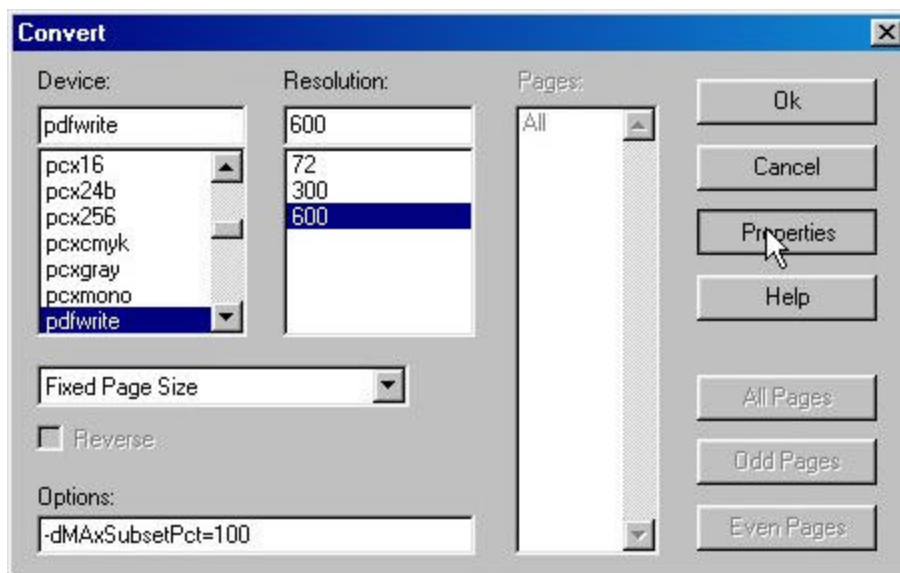 Convert
Device:
pdfwrite
pcx16
pcx24b
pcx256
pcxcmyk
pcxgray
pcxmono
pdfwrite
Fixed Page Size
Reverse
Options:
-dMAxSubsetPct=100
Resolution:
600
72
300
600
Pages:
All
Ok
Cancel
Properties
Help
All Pages
Odd Pages
Even Pages